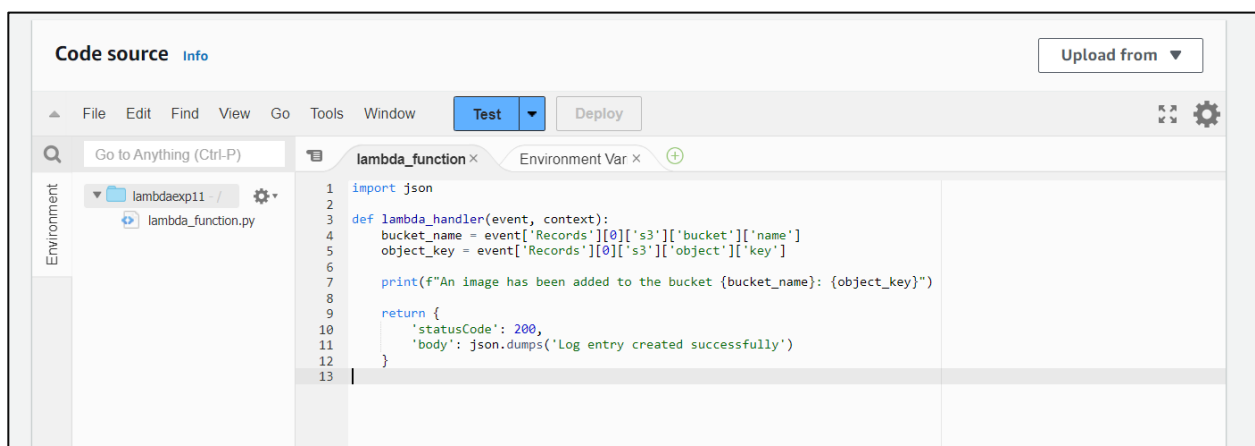 Code source Info
Upload from
File Edit Find View Go Tools Window Test Deploy
Go to Anything (Ctrl-P)
lambda_function × Environment Var ×
Environment
lambdaexp11 - /
lambda_function.py
1 import json
2
3 def lambda_handler(event, context):
4     bucket_name = event['Records'][0]['s3']['bucket']['name']
5     object_key = event['Records'][0]['s3']['object']['key']
6
7     print(f"An image has been added to the bucket {bucket_name}: {object_key}")
8
9     return {
10         'statusCode': 200,
11         'body': json.dumps('Log entry created successfully')
12     }
13